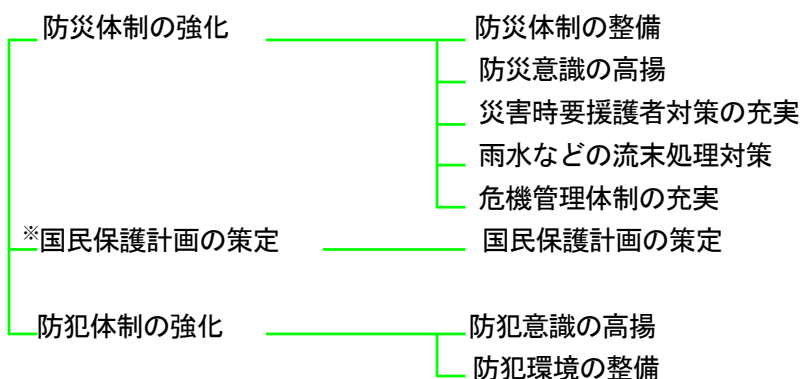 防災体制の強化 防災体制の整備
防災意識の高揚
災害時要援護者対策の充実
雨水などの流末処理対策
危機管理体制の充実
※国民保護計画の策定 国民保護計画の策定
防犯体制の強化 防犯意識の高揚
防犯環境の整備